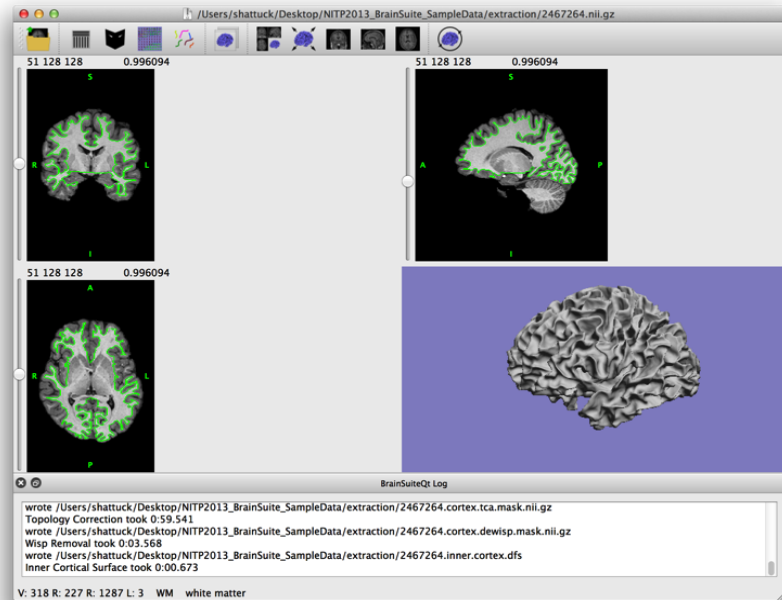 /Users/shattuck/Desktop/NITP2013_BrainSuite_SampleData/extraction/2467264.nii.gz
51 128 128 0.996094
S
R
L
I
51 128 128 0.996094
S
A
P
I
51 128 128 0.996094
A
R
L
P
BrainSuiteQt Log
wrote /Users/shattuck/Desktop/NITP2013_BrainSuite_SampleData/extraction/2467264.cortex.tca.mask.nii.gz
Topology Correction took 0:59.541
wrote /Users/shattuck/Desktop/NITP2013_BrainSuite_SampleData/extraction/2467264.cortex.dewisp.mask.nii.gz
Wisp Removal took 0:03.568
wrote /Users/shattuck/Desktop/NITP2013_BrainSuite_SampleData/extraction/2467264.inner.cortex.dfs
Inner Cortical Surface took 0:00.673
V: 318 R: 227 R: 1287 L: 3 WM white matter